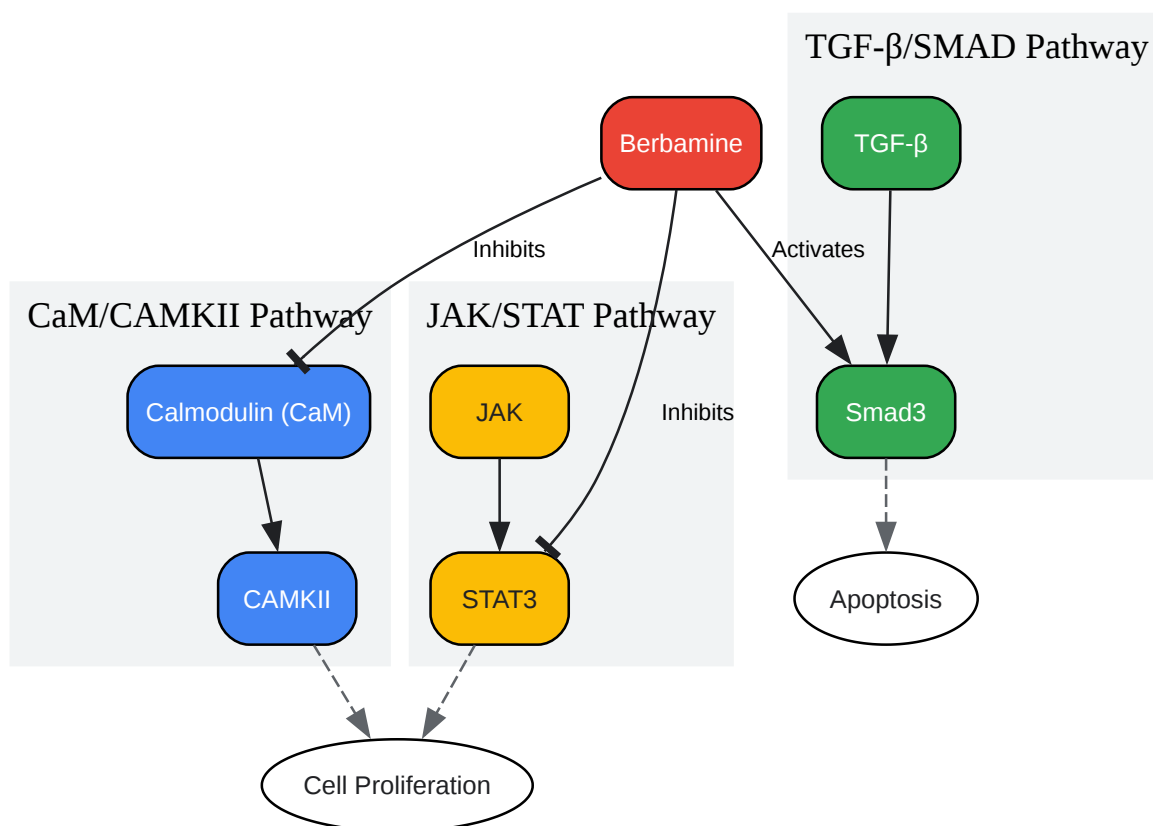 TGF-β/SMAD Pathway
Berbamine
TGF-β
Inhibits
Activates
CaM/CAMKII Pathway
JAK/STAT Pathway
Calmodulin (CaM)
JAK
Inhibits
Smad3
CAMKII
STAT3
Apoptosis
Cell Proliferation